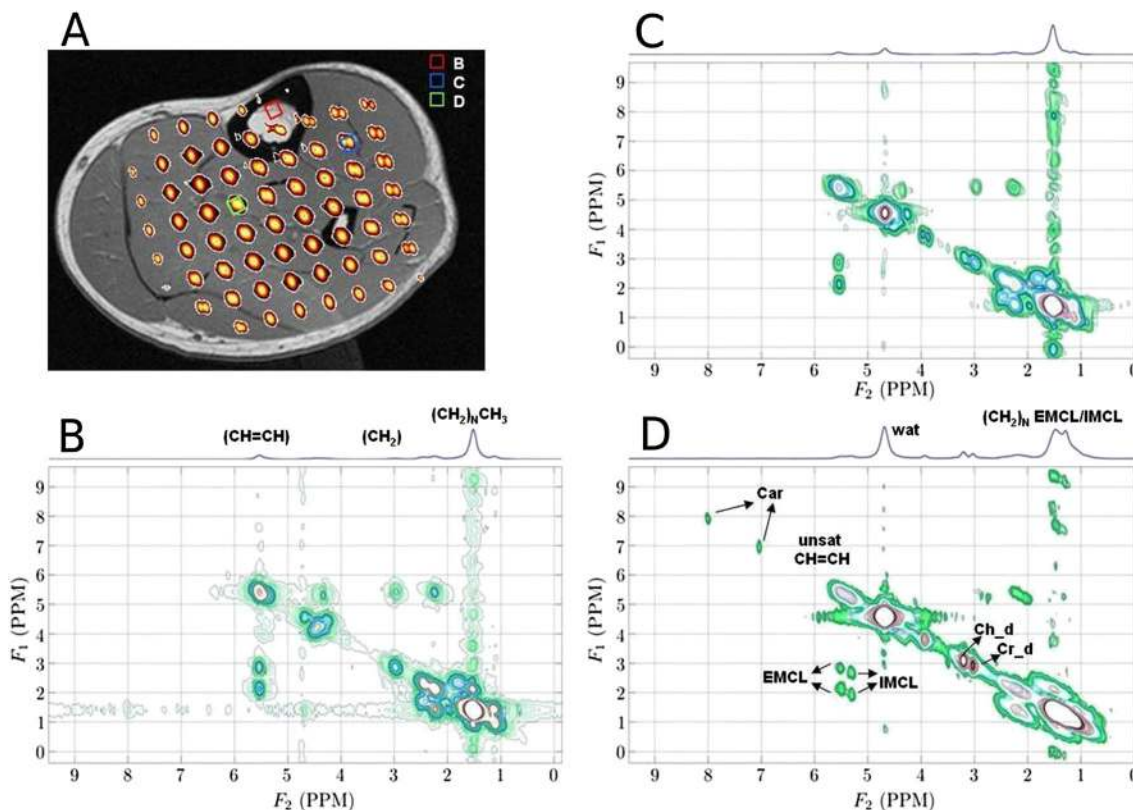 A
B
C
D
C
9
8
7
6
5
4
3
2
1
0
F₁ (PPM)
9 8 7 6 5 4 3 2 1 0
F₂ (PPM)
B
(CH=CH) (CH₂) (CH₂)NCH₃
9
8
7
6
5
4
3
2
1
0
F₁ (PPM)
9 8 7 6 5 4 3 2 1 0
F₂ (PPM)
D
wat (CH₂)N EMCL/IMCL
9
8
7
6
5
4
3
2
1
0
F₁ (PPM)
Car
unsat
CH=CH
Ch_d
Cr_d
EMCL IMCL
9 8 7 6 5 4 3 2 1 0
F₂ (PPM)